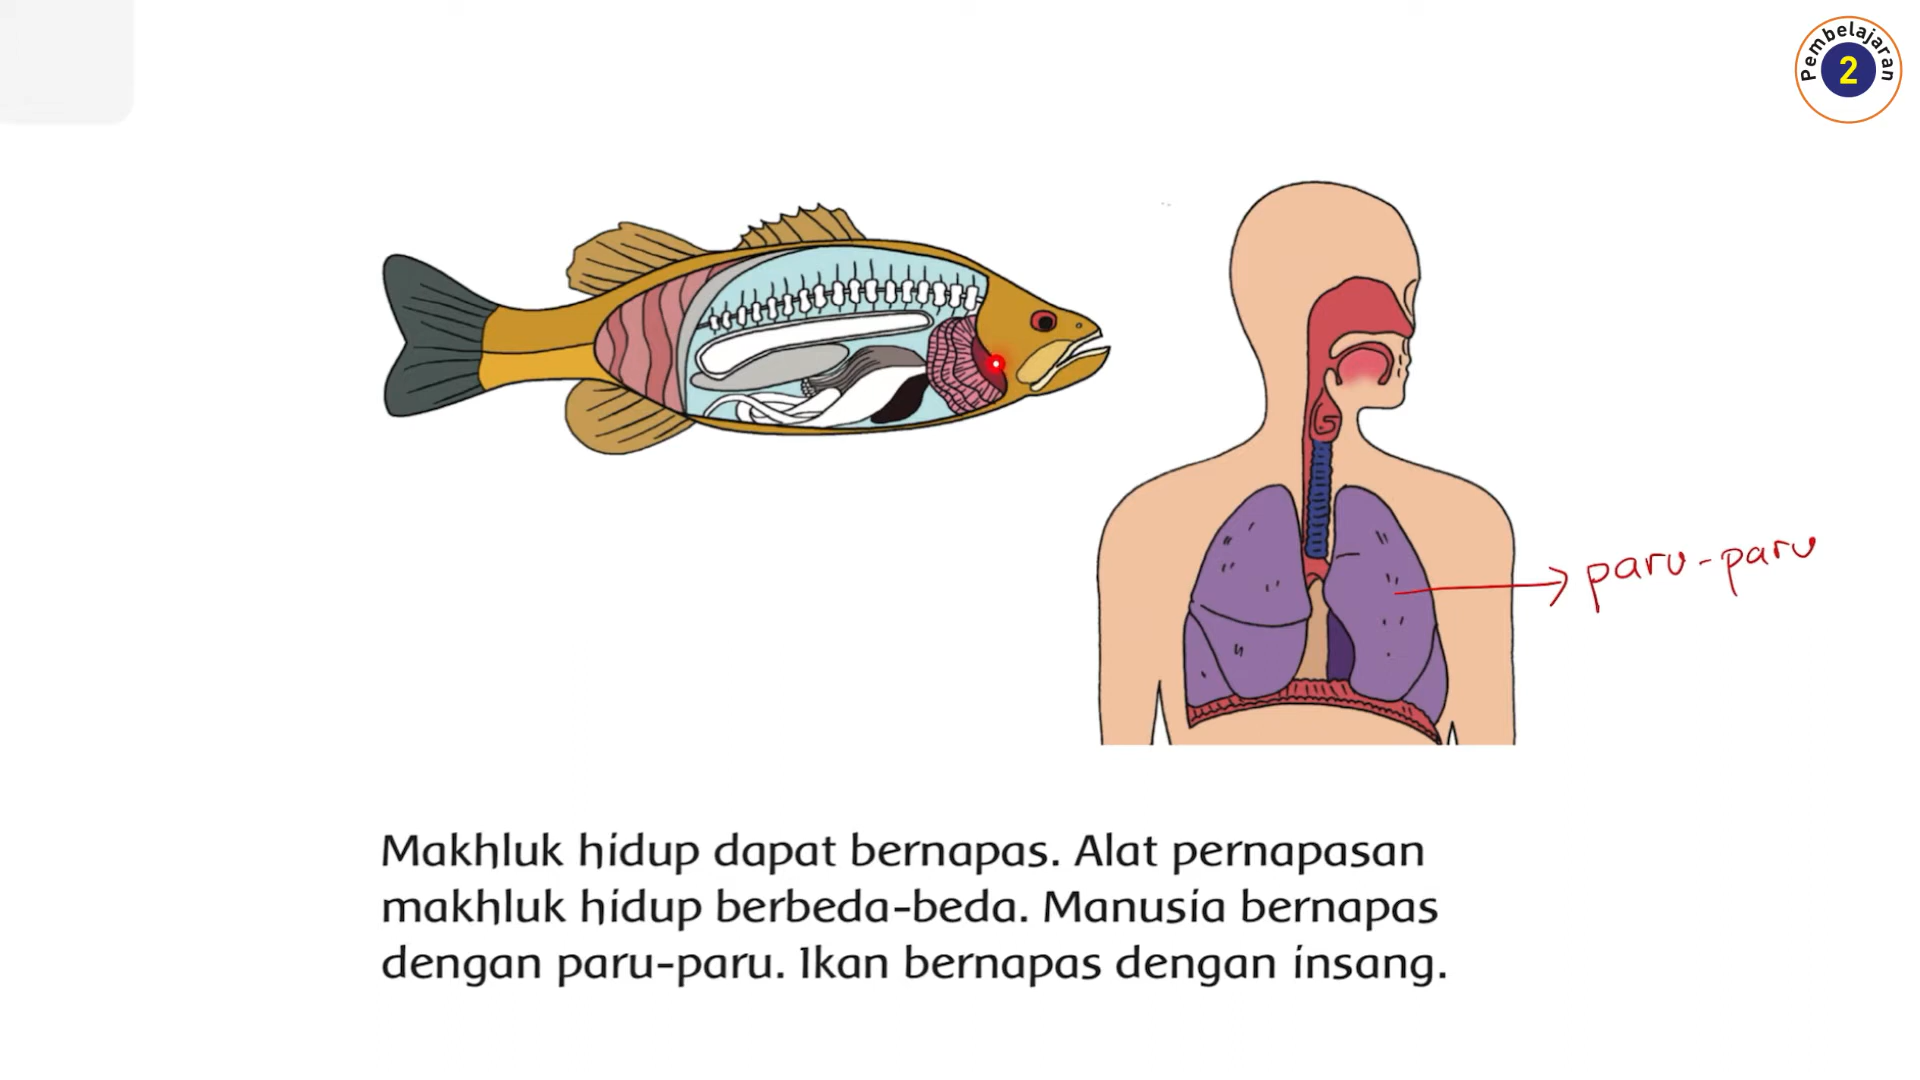 Pembelajaran
2
paru-paru
Makhluk hidup dapat bernapas. Alat pernapasan
makhluk hidup berbeda-beda. Manusia bernapas
dengan paru-paru. Ikan bernapas dengan insang.